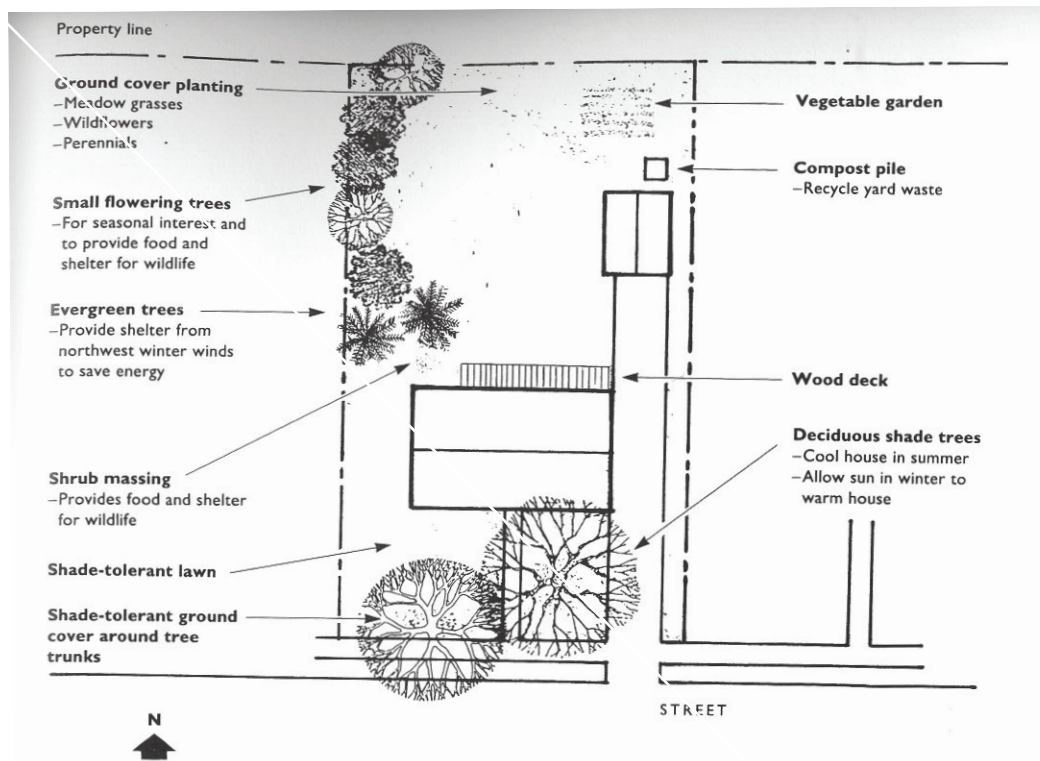 Property line
Ground cover planting
–Meadow grasses
–Wildflowers
–Perennials
Small flowering trees
–For seasonal interest and
to provide food and
shelter for wildlife
Evergreen trees
–Provide shelter from
northwest winter winds
to save energy
Shrub massing
–Provides food and shelter
for wildlife
Shade-tolerant lawn
Shade-tolerant ground
cover around tree
trunks
N
Vegetable garden
Compost pile
–Recycle yard waste
Wood deck
Deciduous shade trees
–Cool house in summer
–Allow sun in winter to
warm house
STREET